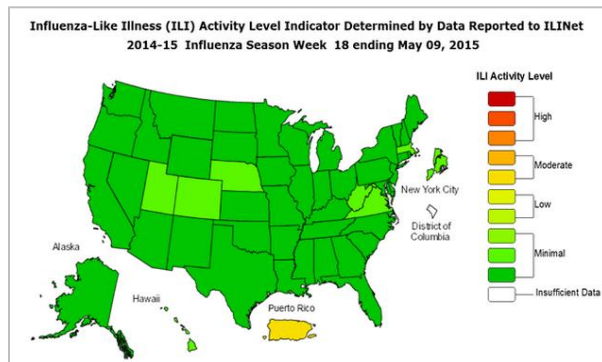 Influenza-Like Illness (ILI) Activity Level Indicator Determined by Data Reported to ILINet
2014-15 Influenza Season Week 18 ending May 09, 2015
ILI Activity Level
High
Moderate
Low
New York City
Minimal
District of
Columbia
Alaska
Insufficient Data
Hawaii
Puerto Rico